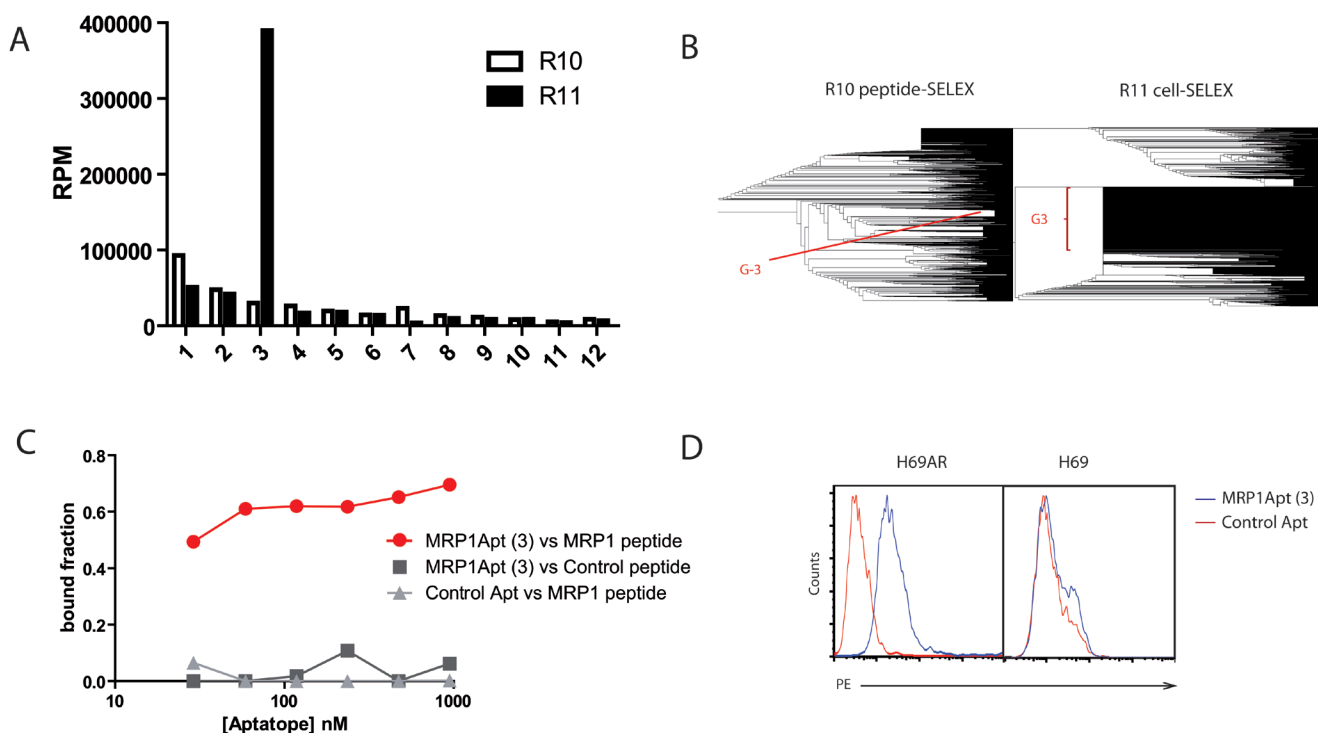 A
400000
300000
200000
100000
0
RPM
R10
R11
1 2 3 4 5 6 7 8 9 10 11 12
B
R10 peptide-SELEX
R11 cell-SELEX
G-3
G3
C
0.8
0.6
0.4
0.2
0.0
bound fraction
10 100 1000
[Aptatope] nM
MRP1Apt (3) vs MRP1 peptide
MRP1Apt (3) vs Control peptide
Control Apt vs MRP1 peptide
D
H69AR
H69
Counts
PE
MRP1Apt (3)
Control Apt